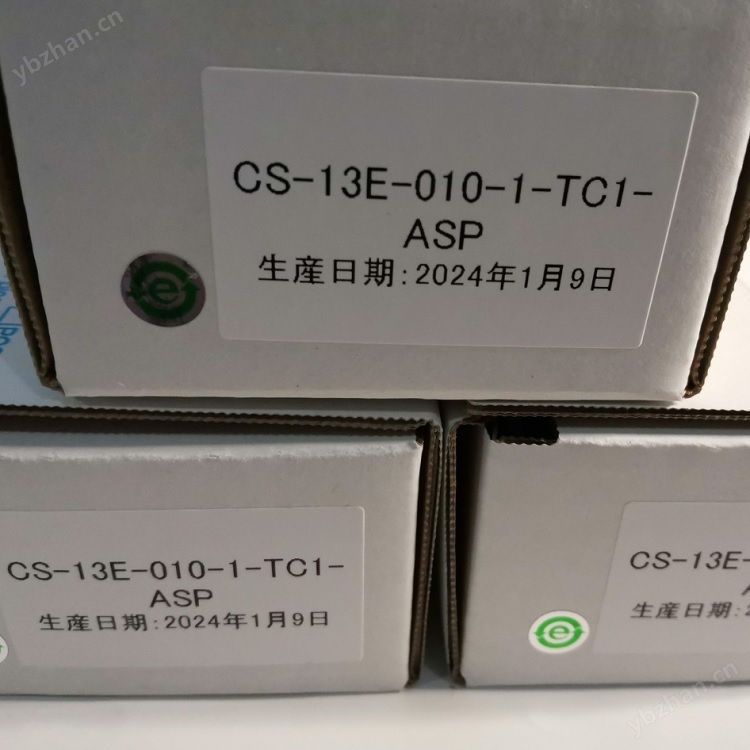 ybzhan.cn
CS-13E-010-1-TC1-
ASP
生産日期:2024年1月9日
e
CS-13E-010-1-TC1-
ASP
生産日期:2024年1月9日
CS-13E-
生産日期:2
e
ybzhan.cn